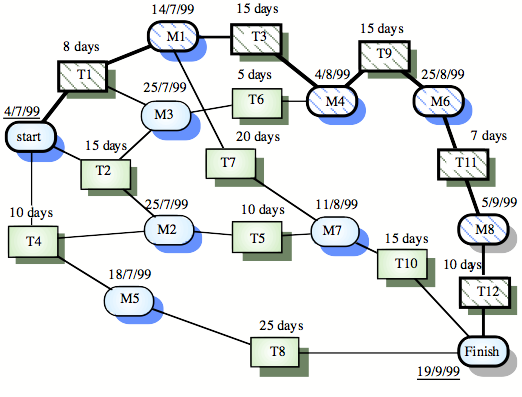 14/7/99
15 days
15 days
M1
T3
8 days
T9
25/7/99
5 days
4/8/99
25/8/99
T1
4/7/99
M3
T6
M4
M6
start
15 days
20 days
7 days
T2
T7
T11
25/7/99
11/8/99
5/9/99
10 days
10 days
T4
M2
T5
M7
M8
15 days
18/7/99
T10
10 days
M5
T12
25 days
T8
Finish
19/9/99